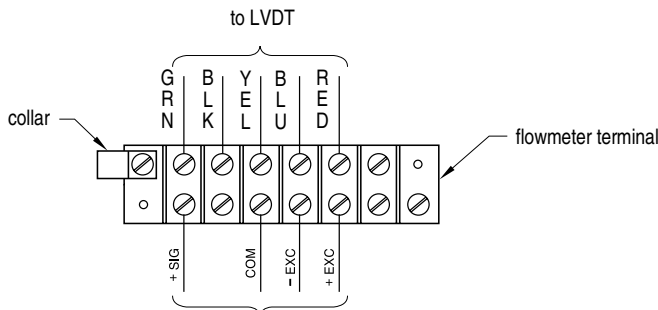 to LVDT
GRN
BLK
YEL
BLU
RED
collar
flowmeter terminal
+ SIG
COM
– EXC
+ EXC